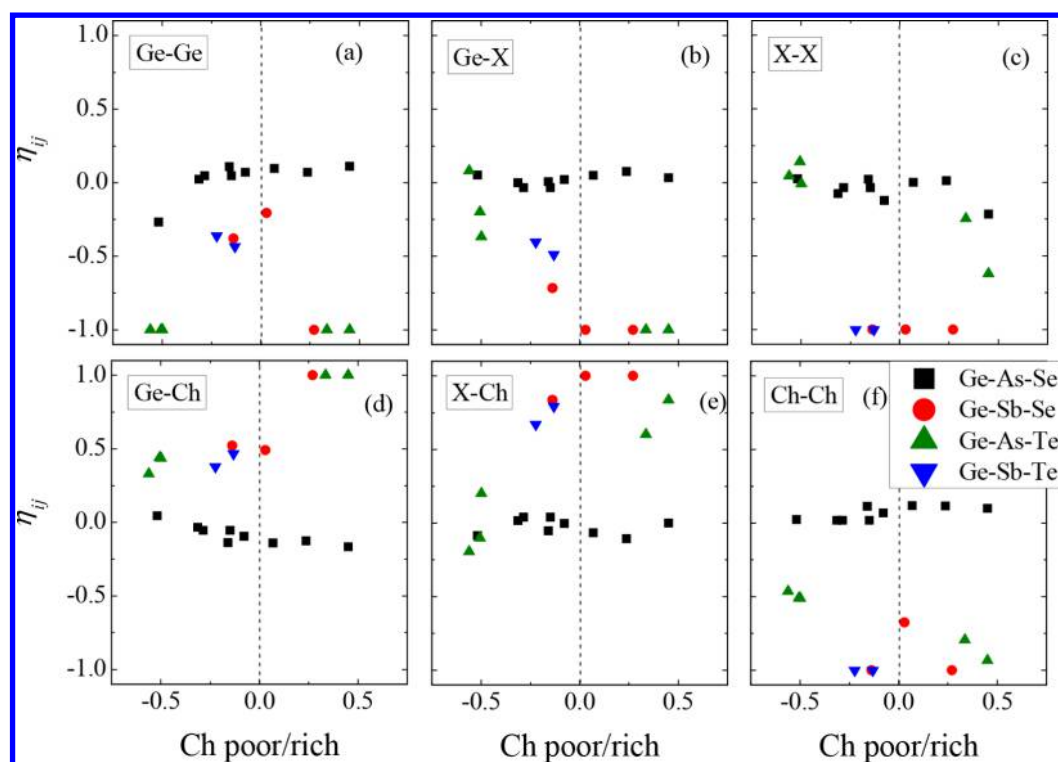 1.0
Ge-Ge
(a)
Ge-X
(b)
X-X
(c)
0.5
0.0
-0.5
-1.0
ηij
1.0
Ge-Ch
(d)
X-Ch
(e)
Ch-Ch
(f)
0.5
0.0
-0.5
-1.0
ηij
Ge-As-Se
Ge-Sb-Se
Ge-As-Te
Ge-Sb-Te
-0.5 0.0 0.5
-0.5 0.0 0.5
-0.5 0.0 0.5
Ch poor/rich
Ch poor/rich
Ch poor/rich